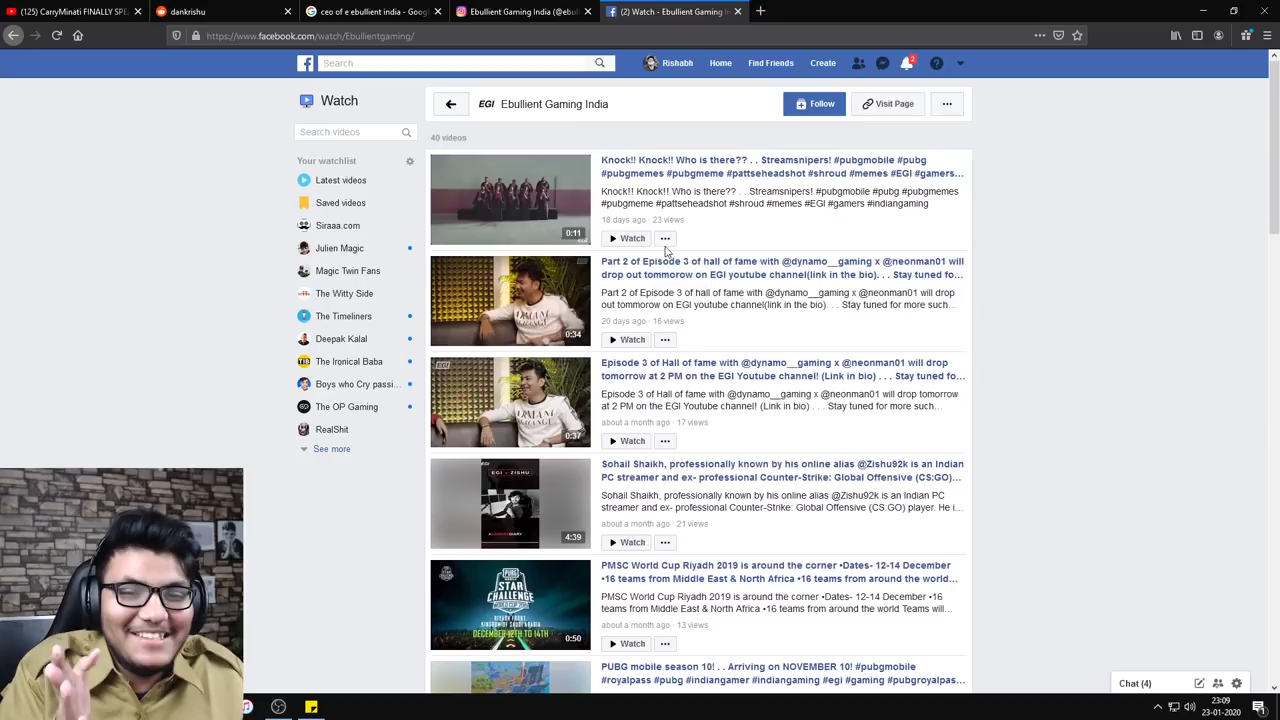 (125) CarryMinati FINALLY SPEA
dankrishu
ceo of e ebullient india - Goog
Ebullient Gaming India (@ebul
(2) Watch - Ebullient Gaming In
https://www.facebook.com/watch/Ebullientgaming/
Search
Rishabh
Home
Find Friends
Create
2
Watch
EGI Ebullient Gaming India
Follow
Visit Page
Search videos
40 videos
Your watchlist
Latest videos
Saved videos
Siraaa.com
Julien Magic
Magic Twin Fans
The Witty Side
The Timeliners
Deepak Kalal
The Ironical Baba
Boys who Cry passi...
The OP Gaming
RealShit
See more
Knock!! Knock!! Who is there?? . . Streamsnipers! #pubgmobile #pubg
#pubgmemes #pubgmeme #pattseheadshot #shroud #memes #EGI #gamers...
Knock!! Knock!! Who is there?? . . Streamsnipers! #pubgmobile #pubg #pubgmemes
#pubgmeme #pattseheadshot #shroud #memes #EGI #gamers #indiangaming
18 days ago · 23 views
0:11
Watch
Part 2 of Episode 3 of hall of fame with @dynamo__gaming x @neonman01 will
drop out tommorow on EGI youtube channel(link in the bio). . . Stay tuned fo...
Part 2 of Episode 3 of hall of fame with @dynamo__gaming x @neonman01 will drop
out tommorow on EGI youtube channel(link in the bio). . . Stay tuned for more such...
20 days ago · 16 views
0:34
Watch
Episode 3 of Hall of fame with @dynamo__gaming x @neonman01 will drop
tomorrow at 2 PM on the EGI Youtube channel! (Link in bio) . . . Stay tuned fo...
Episode 3 of Hall of fame with @dynamo__gaming x @neonman01 will drop tomorrow
at 2 PM on the EGI Youtube channel! (Link in bio) . . . Stay tuned for more such...
about a month ago · 17 views
EGI
0:37
Watch
Sohail Shaikh, professionally known by his online alias @Zishu92k is an Indian
PC streamer and ex- professional Counter-Strike: Global Offensive (CS:GO)...
Sohail Shaikh, professionally known by his online alias @Zishu92k is an Indian PC
streamer and ex- professional Counter-Strike: Global Offensive (CS:GO) player. He i...
about a month ago · 21 views
EGI - ZISHU
4:39
Watch
PMSC World Cup Riyadh 2019 is around the corner •Dates- 12-14 December
•16 teams from Middle East & North Africa •16 teams from around the world...
PMSC World Cup Riyadh 2019 is around the corner •Dates- 12-14 December •16
teams from Middle East & North Africa •16 teams from around the world Teams will...
about a month ago · 13 views
STAR
CHALLENGE
DECEMBER 12TH TO 14TH
0:50
Watch
PUBG mobile season 10! . . Arriving on NOVEMBER 10! #pubgmobile
#royalpass #pubg #indiangamer #indiangaming #egi #gaming #pubgroyalpas...
Chat (4)
23:09
23-01-2020